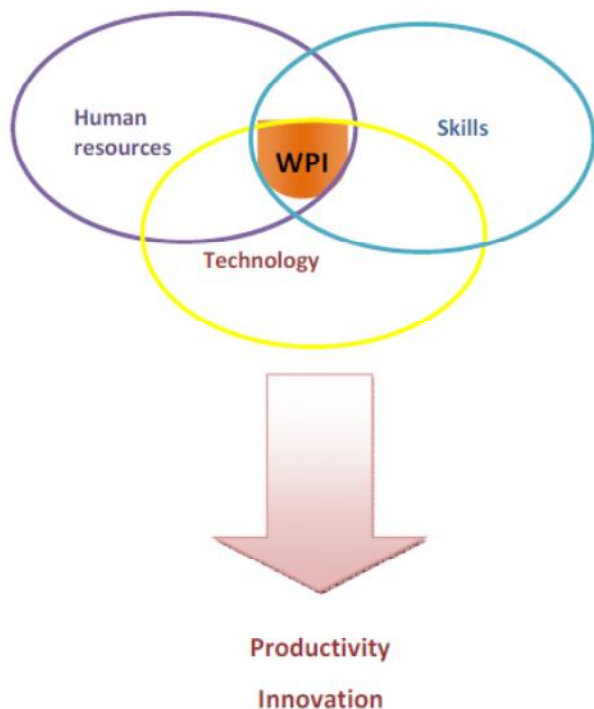 Human
resources
Skills
WPI
Technology
Productivity
Innovation